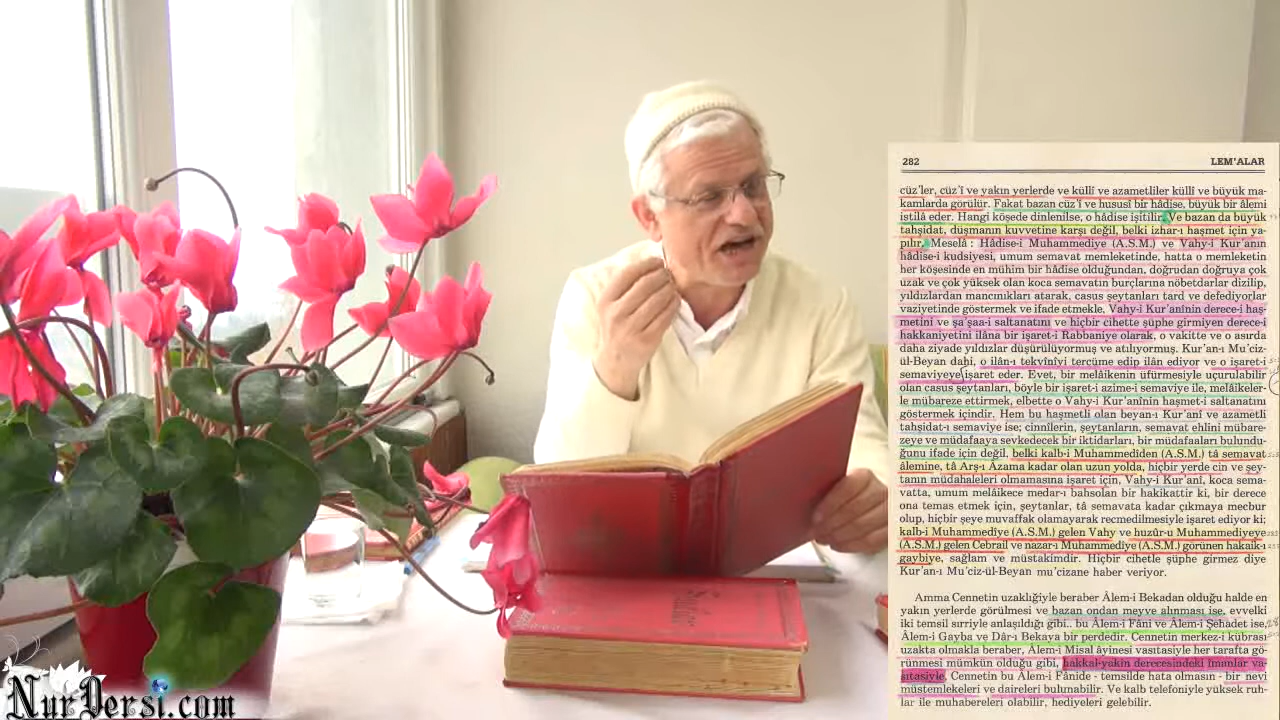 282 LEM'ALAR
cüz'ler, cüz'î ve yakın yerlerde ve küllî ve azametliler küllî ve büyük ma-
kamlarda görülür. Fakat bazan cüz'î ve hususî bir hâdise, büyük bir âlemi
istilâ eder. Hangi köşede dinlenilse, o hâdise işitilir. Ve bazan da büyük
tahşidat, düşmanın kuvvetine karşı değil, belki izhar-ı haşmet için ya-
pılır. Meselâ: Hâdise-i Muhammediye (A.S.M.) ve Vahy-i Kur'anın
hâdise-i kudsiyesi, umum semavat memleketinde, hatta o memleketin
her köşesinde en mühim bir hâdise olduğundan, doğrudan doğruya çok
uzak ve çok yüksek olan koca semavatın burçlarına nöbetdarlar dizilip,
yıldızlardan mancınıkları atarak, casus şeytanları tard ve defediyorlar
vaziyetinde göstermek ve ifade etmekle, Vahy-i Kur'anînin derece-i haş-
metini ve şa'şaa-i saltanatını ve hiçbir cihette şüphe girmiyen derece-i
hakkaniyetini ilâna bir işaret-i Rabbaniye olarak, o vakitte ve o asırda
daha ziyade yıldızlar düşürülüyormuş ve atılıyormuş. Kur'an-ı Mu'ciz-
ül-Beyan dahi, o ilân-ı tekvînîyi tercüme edip ilân ediyor ve o işaret-i
semaviyeye işaret eder. Evet, bir melâikenin üfürmesiyle uçurulabilir
olan casus şeytanları, böyle bir işaret-i azime-i semaviye ile, melâikeler-
le mübareze ettirmek, elbette o Vahy-i Kur'anînin haşmet-i saltanatını
göstermek içindir. Hem bu haşmetli olan beyan-ı Kur'anî ve azametli
tahşidat-ı semaviye ise; cinnîlerin, şeytanların, semavat ehlini mübare-
zeye ve müdafaaya sevkedecek bir iktidarları, bir müdafaaları bulundu-
ğunu ifade için değil, belki kalb-i Muhammedîden (A.S.M.) tâ semavat
âlemine, tâ Arş-ı Âzama kadar olan uzun yolda, hiçbir yerde cin ve şey-
tanın müdahaleleri olmamasına işaret için, Vahy-i Kur'anî, koca sema-
vatta, umum melâikece medar-ı bahsolan bir hakikattır ki, bir derece
ona temas etmek için, şeytanlar, tâ semavata kadar çıkmaya mecbur
olup, hiçbir şeye muvaffak olamayarak recmedilmesiyle işaret ediyor ki;
kalb-i Muhammedîye (A.S.M.) gelen Vahy ve huzûr-u Muhammediyeye
(A.S.M.) gelen Cebrail ve nazar-ı Muhammedîye (A.S.M.) görünen hakaik-ı
gaybiye, sağlam ve müstakimdir. Hiçbir cihetle şüphe girmez diye
Kur'an-ı Mu'ciz-ül-Beyan mu'cizane haber veriyor.
Amma Cennetin uzaklığiyle beraber Âlem-i Bekadan olduğu halde en
yakın yerlerde görülmesi ve bazan ondan meyve alınması ise, evvelki
iki temsil sırriyle anlaşıldığı gibi.. bu Âlem-i Fâni ve Âlem-i Şehadet ise,
Âlem-i Gayba ve Dâr-ı Bekaya bir perdedir. Cennetin merkez-i kübrası
uzakta olmakla beraber, Âlem-i Misal âyinesi vasıtasiyle her tarafta gö-
rünmesi mümkün olduğu gibi, hakkal-yakîn derecesindeki îmanlar va-
sıtasiyle, Cennetin bu Âlem-i Fânide - temsilde hata olmasın - bir nevi
müstemlekeleri ve daireleri bulunabilir. Ve kalb telefoniyle yüksek ruh-
lar ile muhabereleri olabilir, hediyeleri gelebilir.
Sözler
NurDersi.com